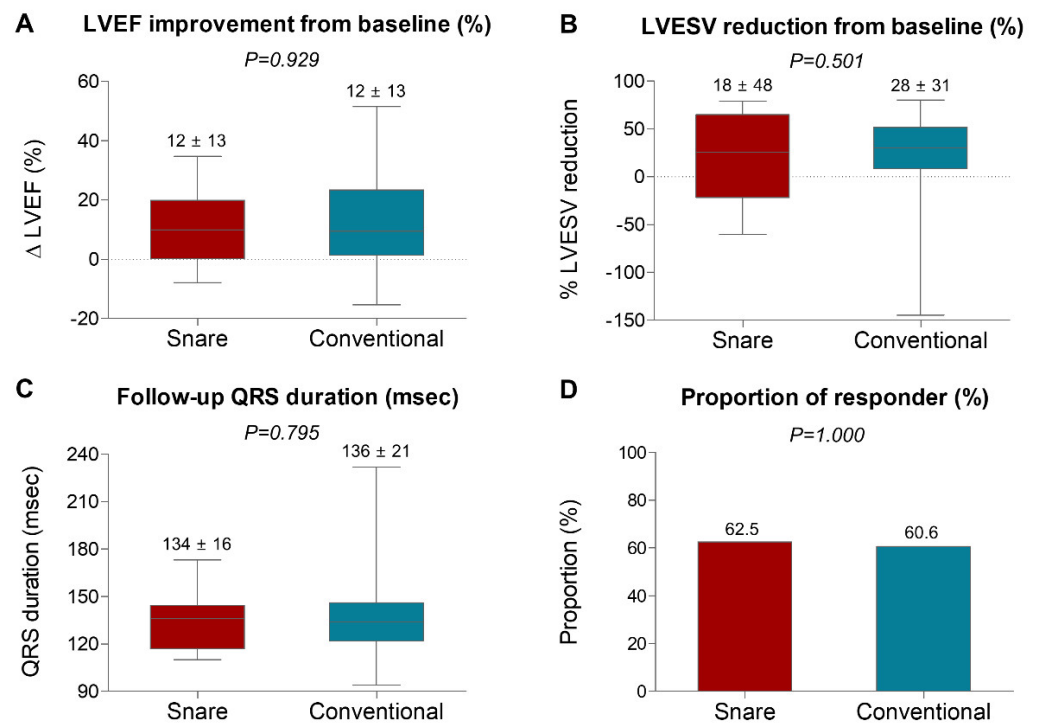 A LVEF improvement from baseline (%)
P=0.929
60
40
20
0
-20
Δ LVEF (%)
12 ± 13
12 ± 13
Snare Conventional
B LVESV reduction from baseline (%)
P=0.501
100
50
0
-50
-100
-150
% LVESV reduction
18 ± 48
28 ± 31
Snare Conventional
C Follow-up QRS duration (msec)
P=0.795
240
210
180
150
120
90
QRS duration (msec)
134 ± 16
136 ± 21
Snare Conventional
D Proportion of responder (%)
P=1.000
100
80
60
40
20
0
Proportion (%)
62.5
60.6
Snare Conventional